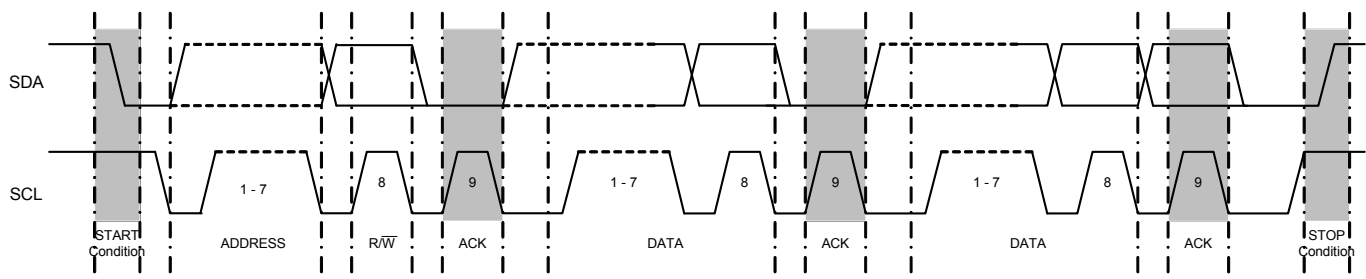 SDA
SCL
1 - 7
8
9
1 - 7
8
9
1 - 7
8
9
START
Condition
ADDRESS
R/W̅
ACK
DATA
ACK
DATA
ACK
STOP
Condition